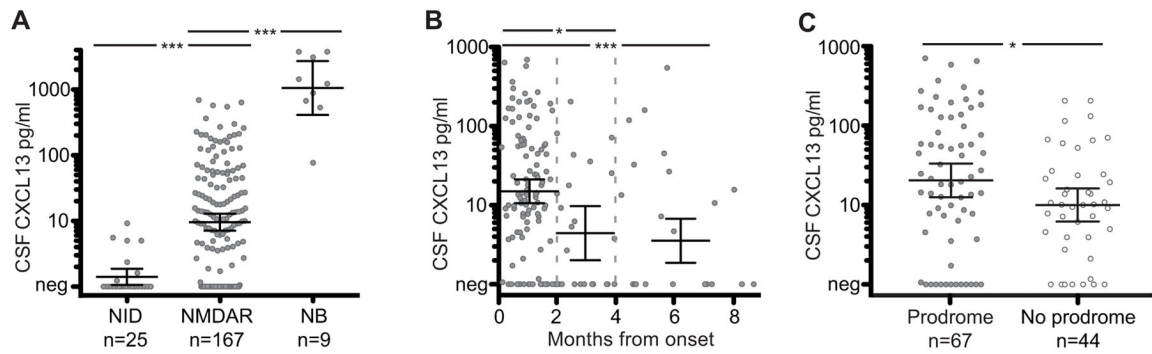 A
***
***
CSF CXCL13 pg/ml
1000
100
10
neg
NID
n=25
NMDAR
n=167
NB
n=9
B
*
***
CSF CXCL13 pg/ml
1000
100
10
neg
0 2 4 6 8
Months from onset
C
*
CSF CXCL13 pg/ml
1000
100
10
neg
Prodrome
n=67
No prodrome
n=44